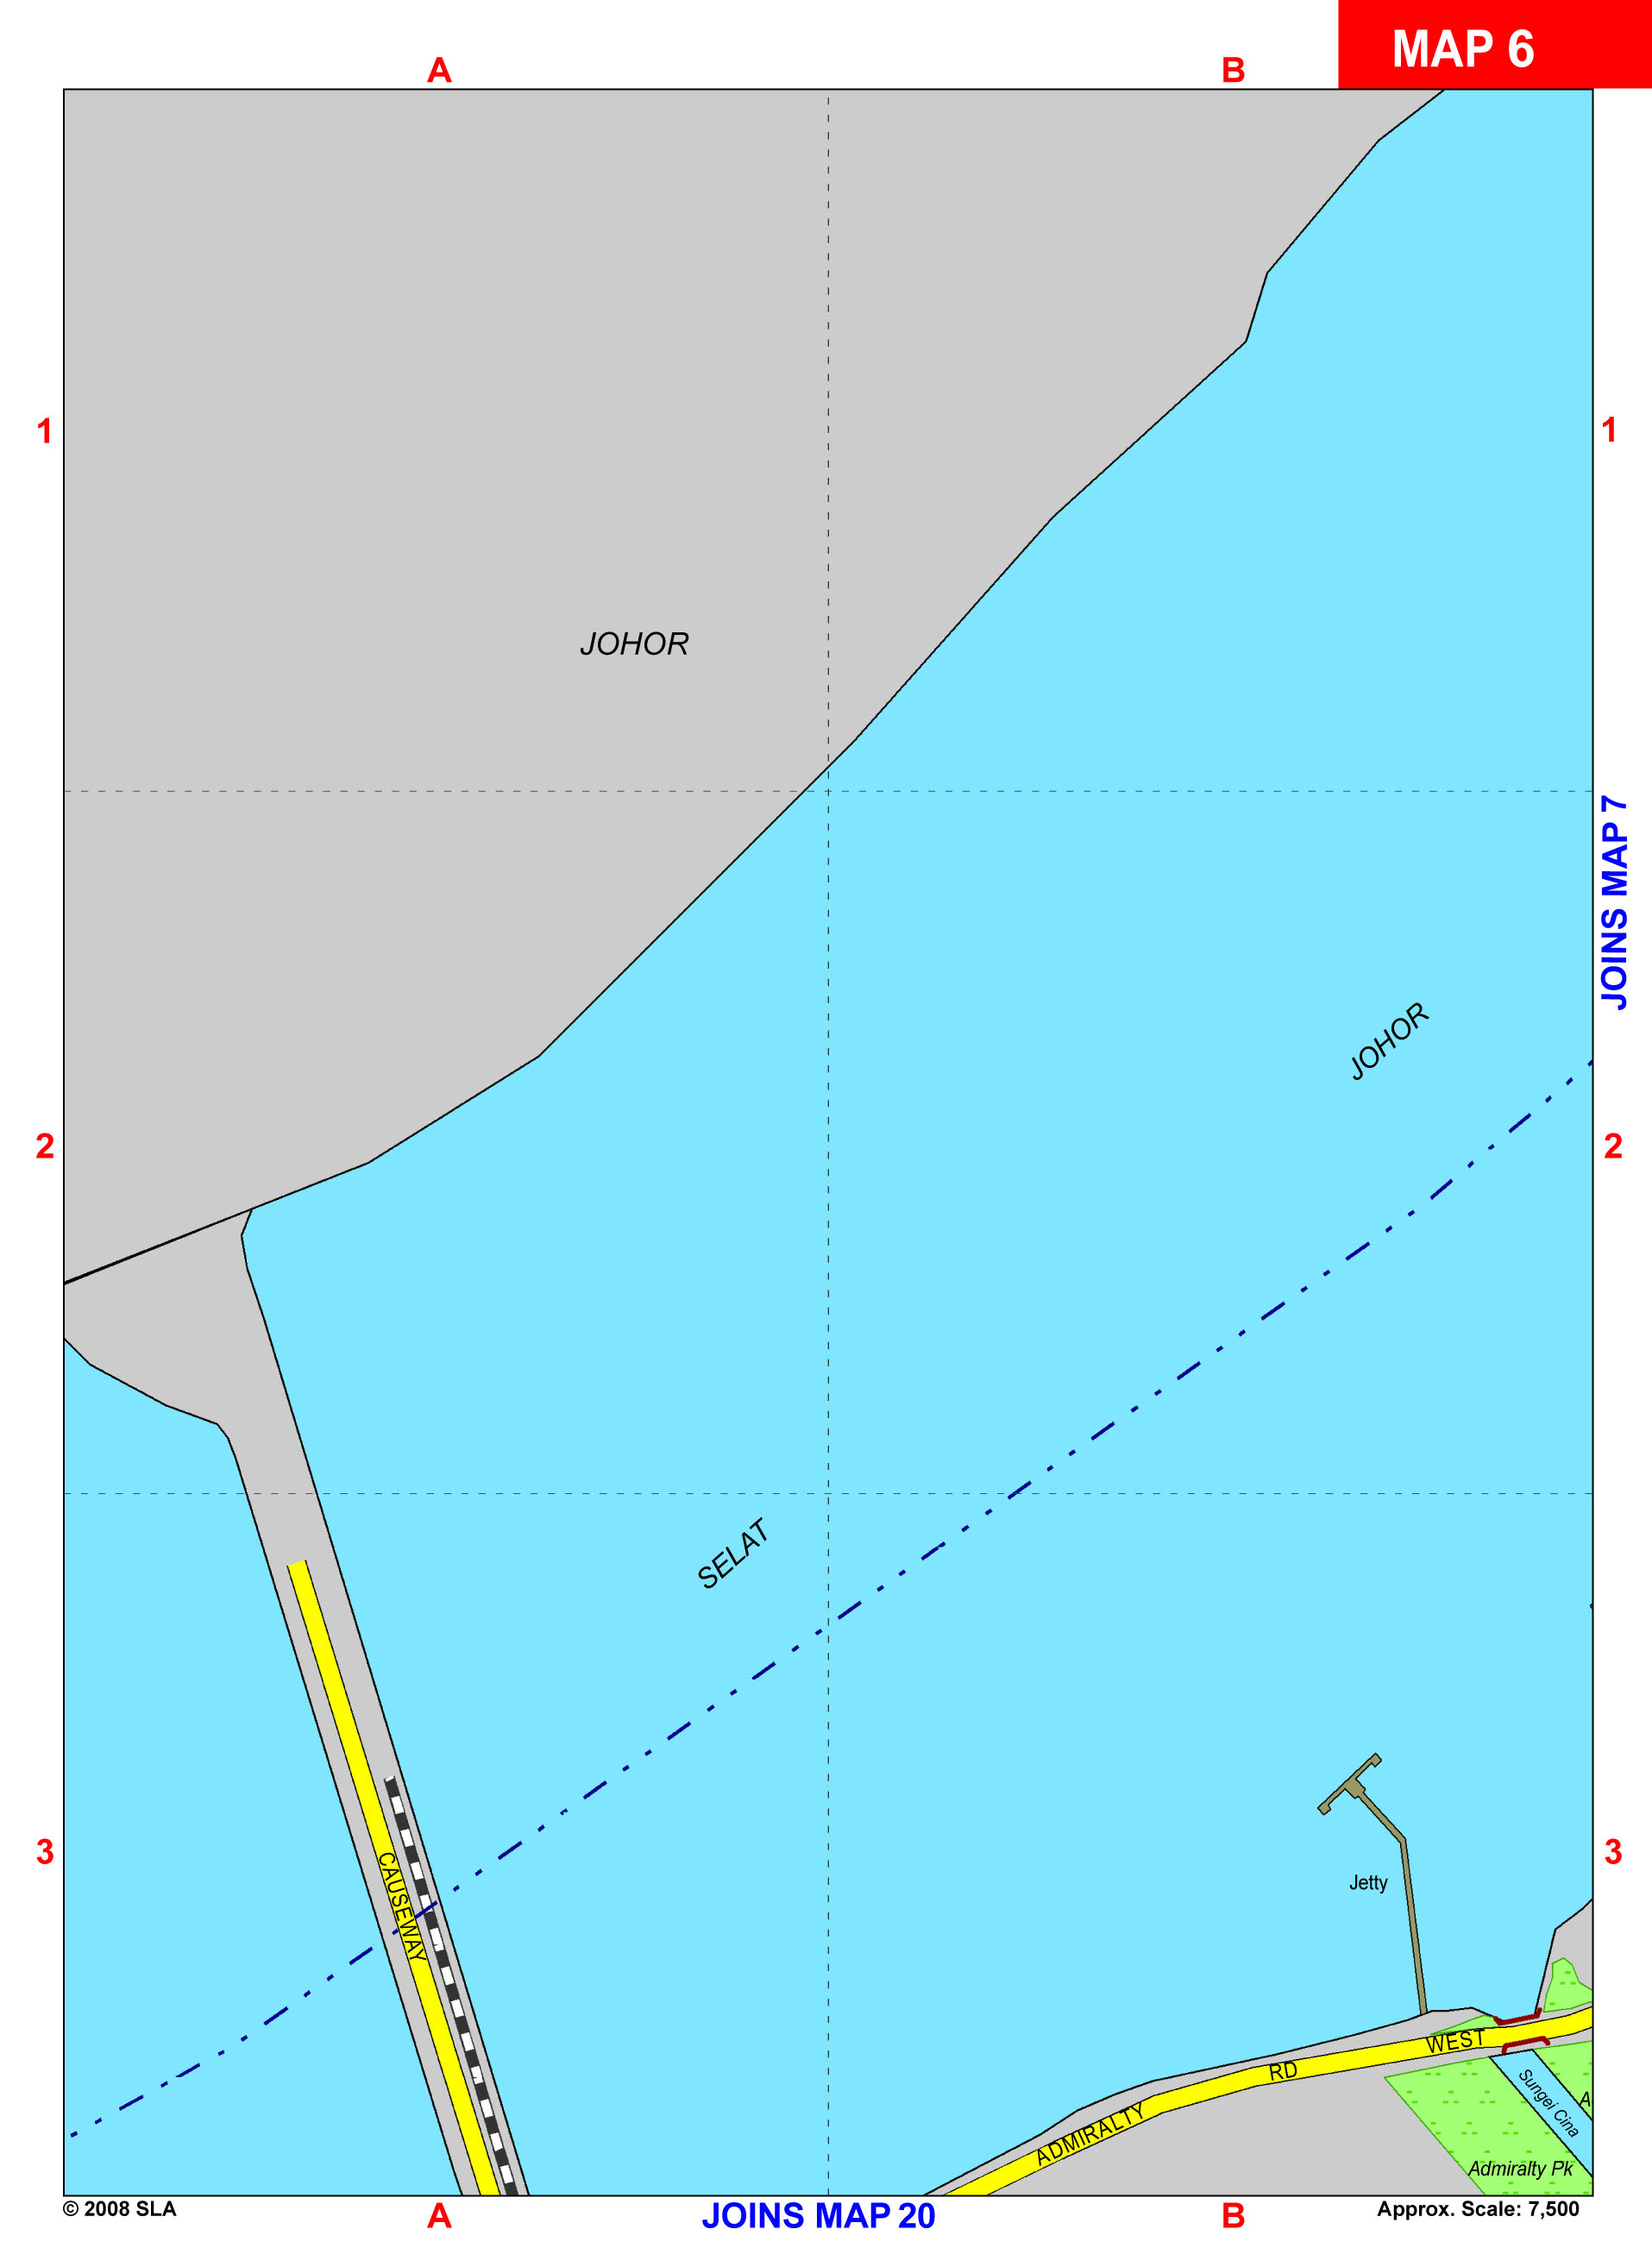 MAP 6
A
B
1
1
JOHOR
JOINS MAP 7
JOHOR
2
2
SELAT
3
3
CAUSEWAY
Jetty
WEST
RD
ADMIRALTY
Sungei Cina
A
Admiralty Pk
© 2008 SLA
A
JOINS MAP 20
B
Approx. Scale: 7,500